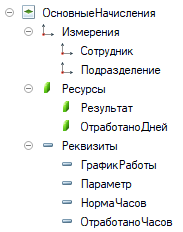 ОсновныеНачисления
Измерения
Сотрудник
Подразделение
Ресурсы
Результат
ОтработаноДней
Реквизиты
ГрафикРаботы
Параметр
НормаЧасов
ОтработаноЧасов